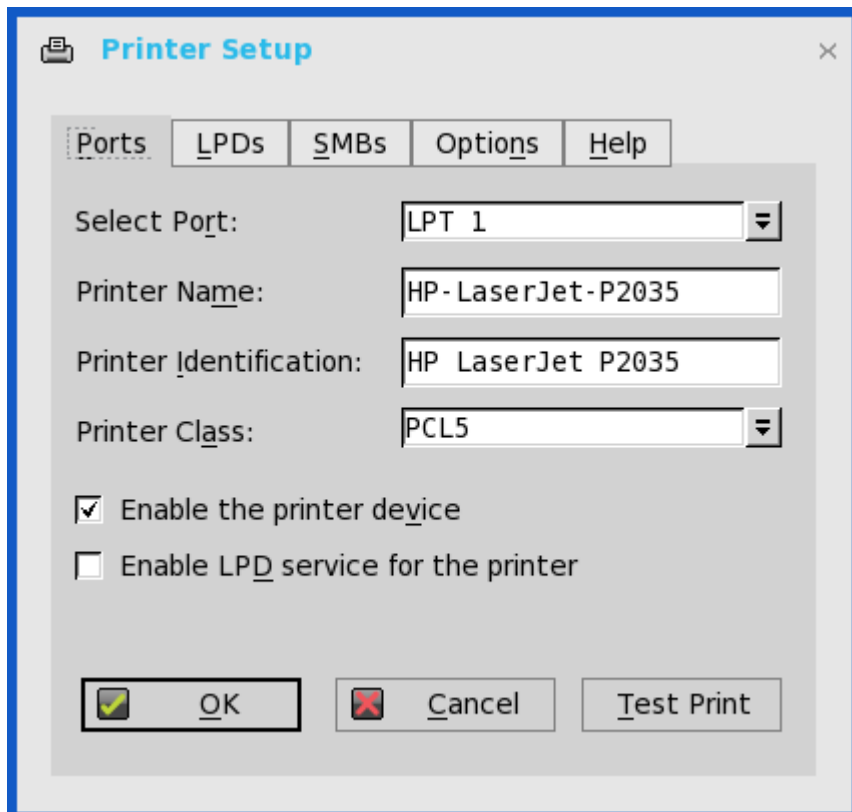 Printer Setup
Ports LPDs SMBs Options Help
Select Port: LPT 1
Printer Name: HP-LaserJet-P2035
Printer Identification: HP LaserJet P2035
Printer Class: PCL5
Enable the printer device
Enable LPD service for the printer
OK Cancel Test Print